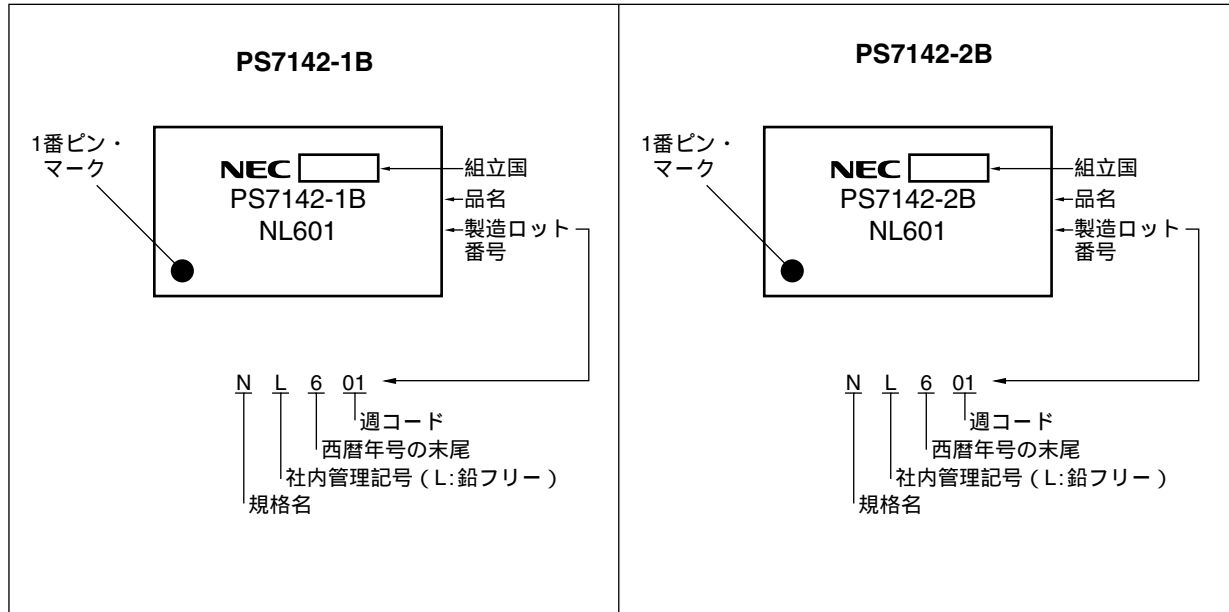 PS7142-1B
1番ピン・
マーク
NEC
組立国
PS7142-1B
品名
NL601
製造ロット
番号
N L 6 01
週コード
西暦年号の末尾
社内管理記号（L:鉛フリー）
規格名
PS7142-2B
1番ピン・
マーク
NEC
組立国
PS7142-2B
品名
NL601
製造ロット
番号
N L 6 01
週コード
西暦年号の末尾
社内管理記号（L:鉛フリー）
規格名